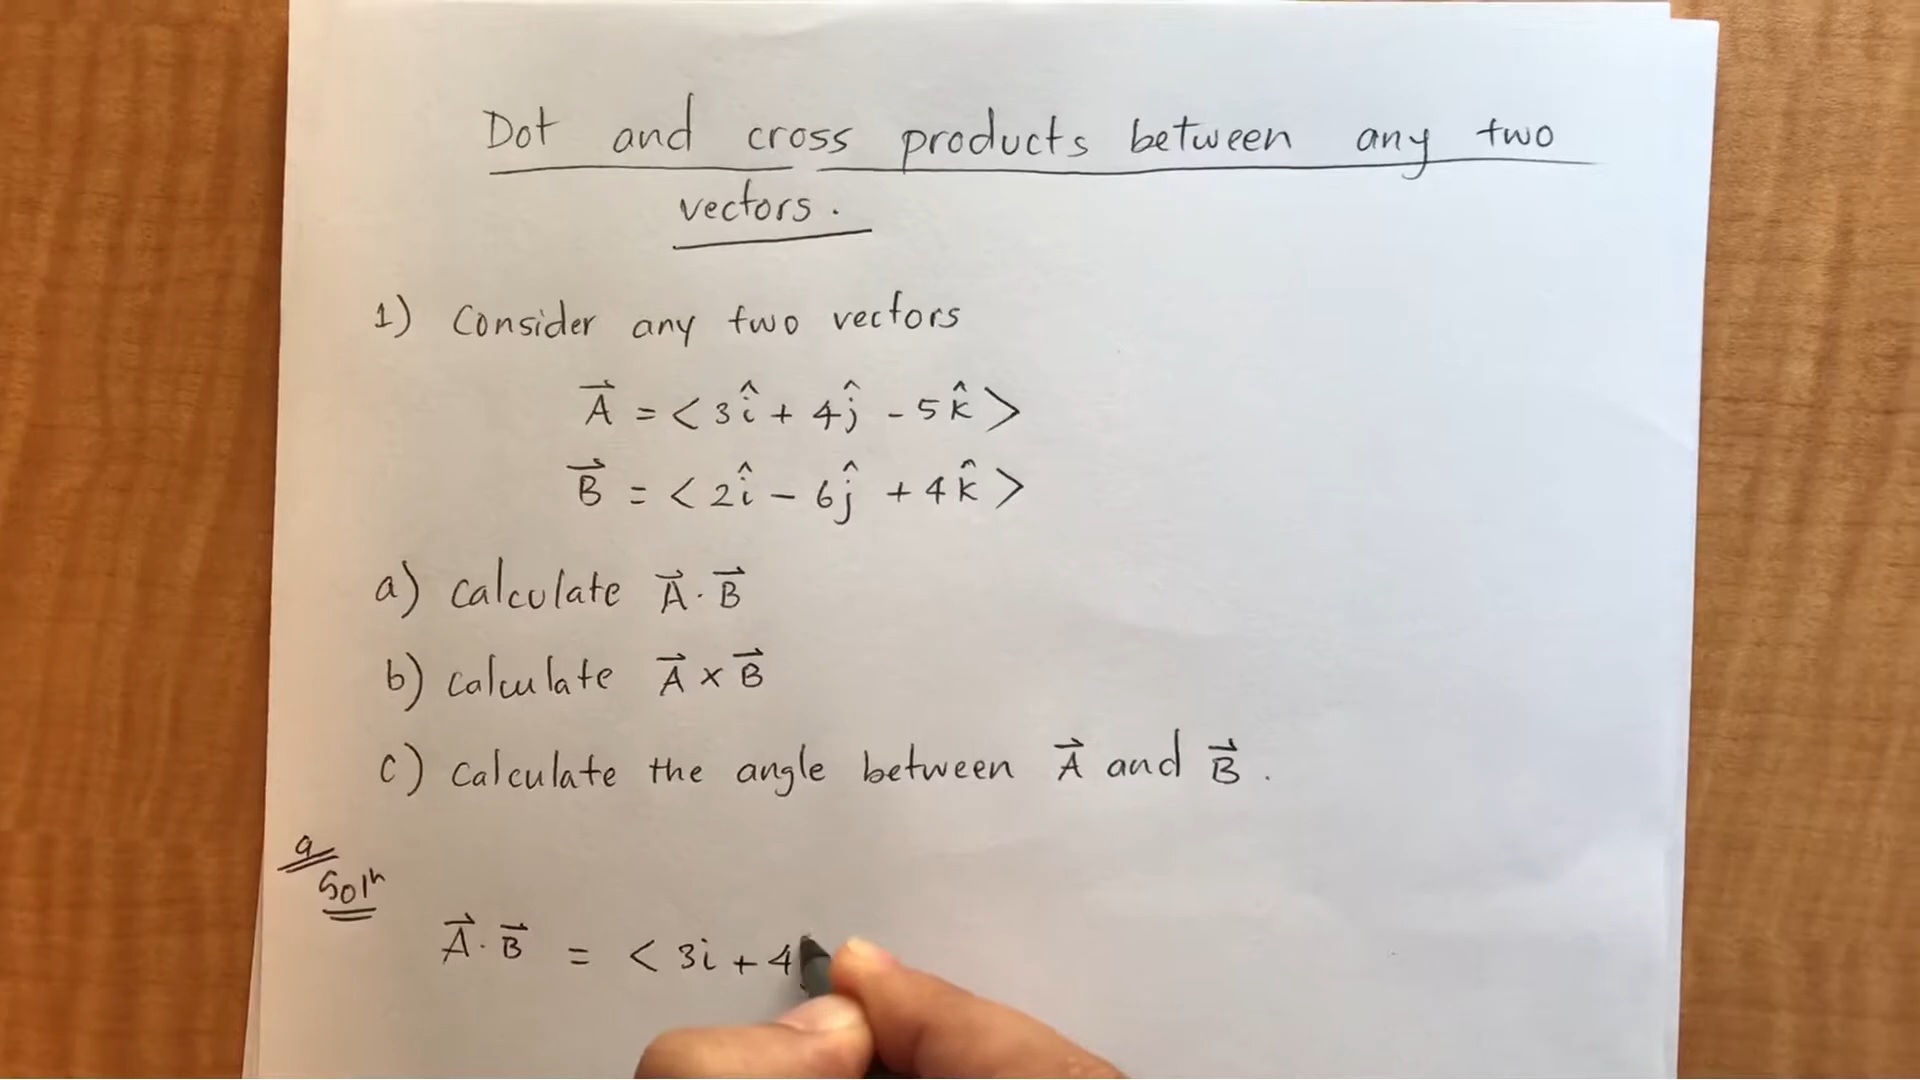 Dot and cross products between any two
vectors.
1) Consider any two vectors
A⃗ = < 3î + 4ĵ - 5k̂ >
B⃗ = < 2î - 6ĵ + 4k̂ >
a) calculate A⃗ · B⃗
b) calculate A⃗ × B⃗
c) calculate the angle between A⃗ and B⃗.
a
Solⁿ
A⃗ · B⃗ = < 3i + 4